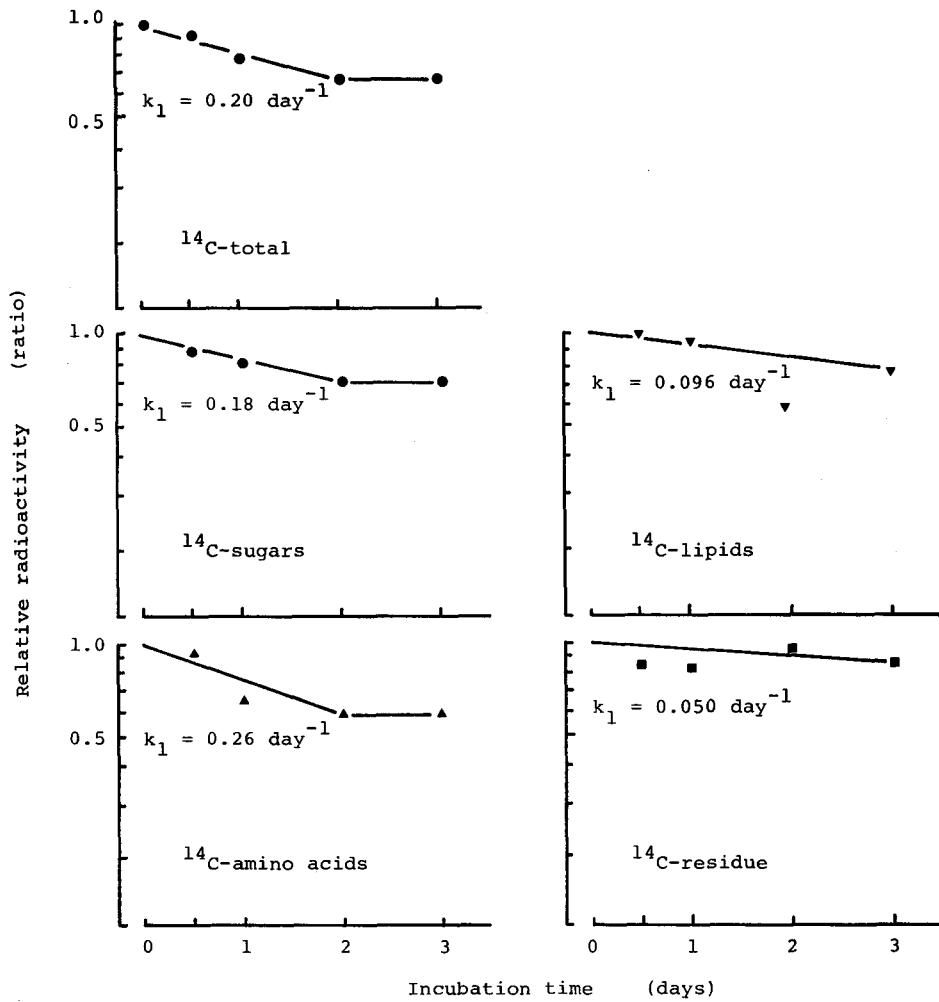 Relative radioactivity (ratio)
1.0
0.5
k₁ = 0.20 day⁻¹
¹⁴C-total
1.0
0.5
k₁ = 0.18 day⁻¹
¹⁴C-sugars
k₁ = 0.096 day⁻¹
¹⁴C-lipids
1.0
0.5
k₁ = 0.26 day⁻¹
¹⁴C-amino acids
0 1 2 3
k₁ = 0.050 day⁻¹
¹⁴C-residue
0 1 2 3
Incubation time (days)